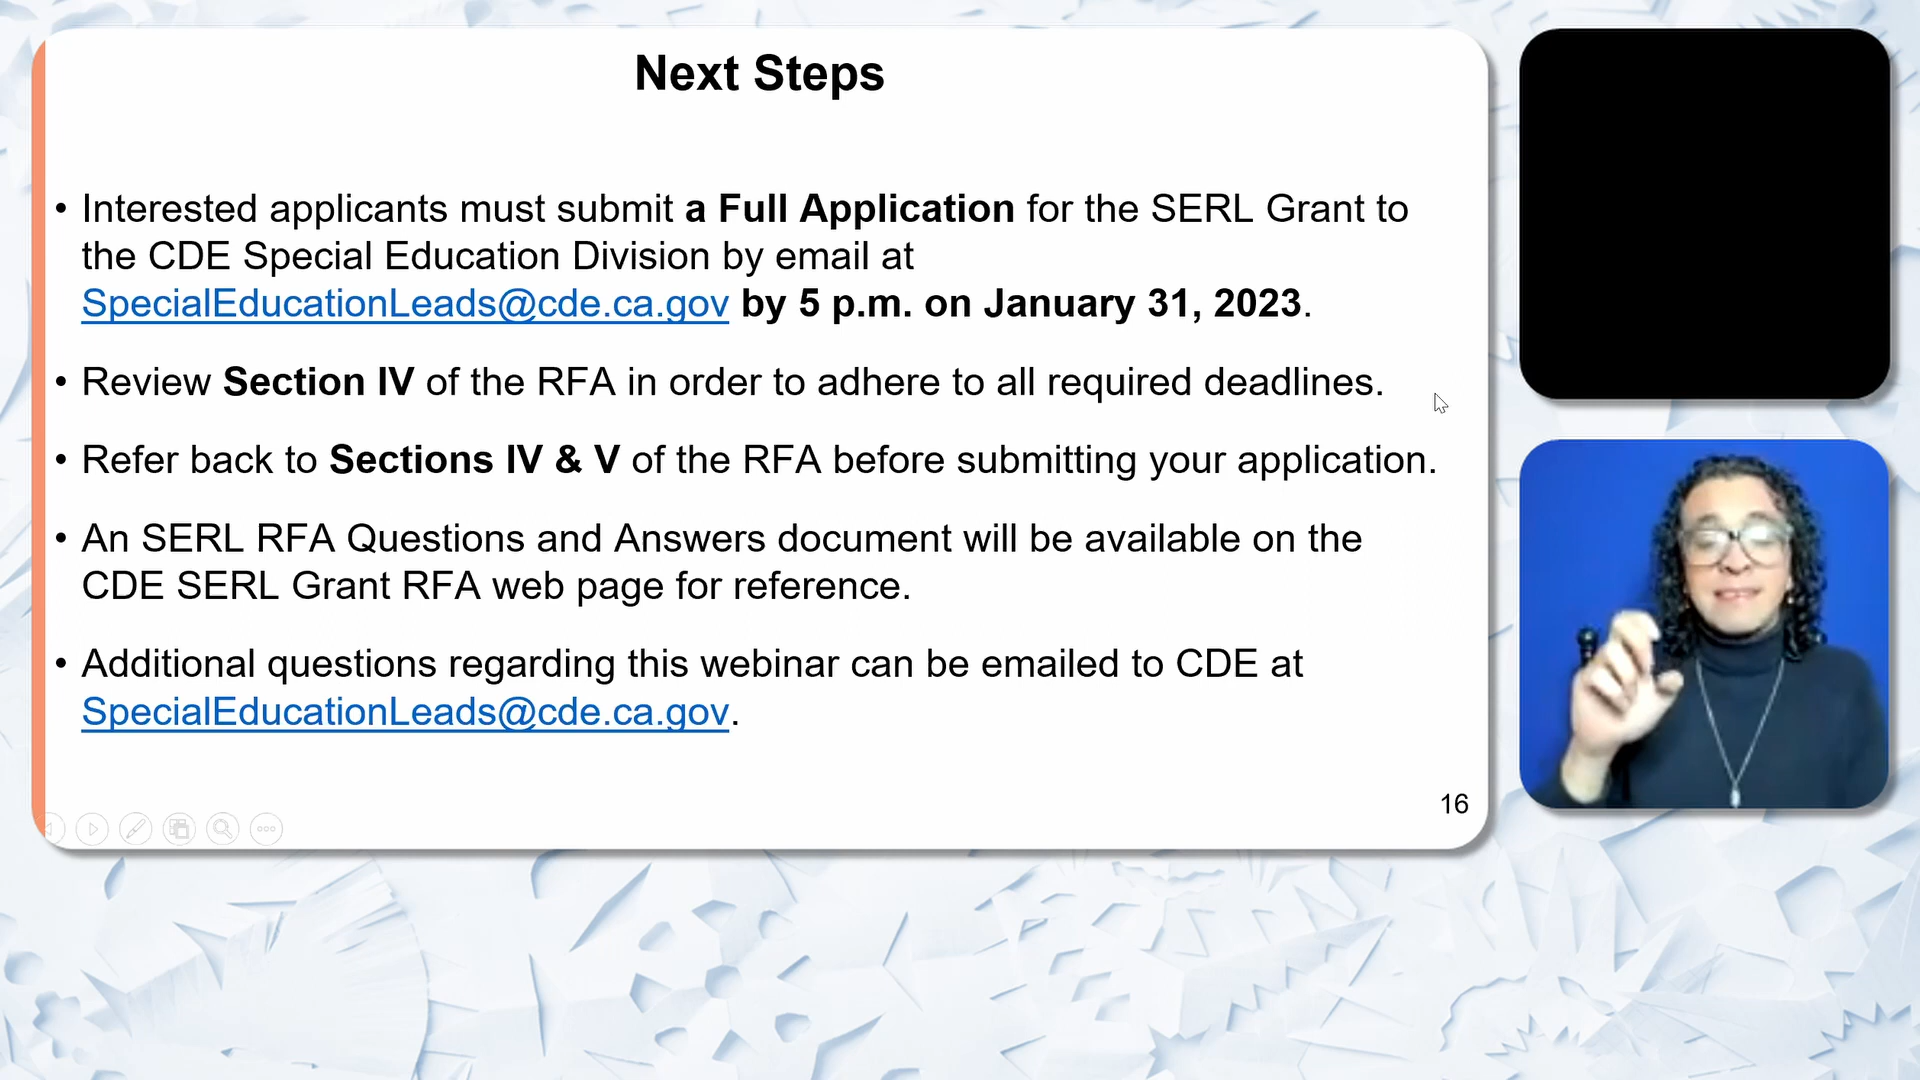 Next Steps
• Interested applicants must submit a Full Application for the SERL Grant to
the CDE Special Education Division by email at
SpecialEducationLeads@cde.ca.gov by 5 p.m. on January 31, 2023.
• Review Section IV of the RFA in order to adhere to all required deadlines.
• Refer back to Sections IV & V of the RFA before submitting your application.
• An SERL RFA Questions and Answers document will be available on the
CDE SERL Grant RFA web page for reference.
• Additional questions regarding this webinar can be emailed to CDE at
SpecialEducationLeads@cde.ca.gov.
16